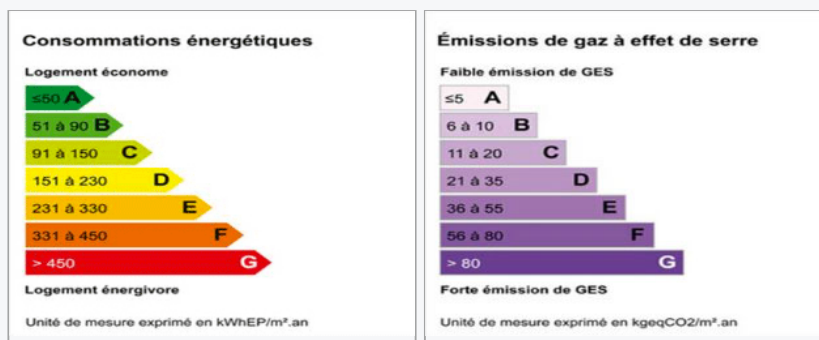 Consommations énergétiques
Logement économe
≤50 A
51 à 90 B
91 à 150 C
151 à 230 D
231 à 330 E
331 à 450 F
> 450 G
Logement énergivore
Unité de mesure exprimé en kWhEP/m².an
Émissions de gaz à effet de serre
Faible émission de GES
≤5 A
6 à 10 B
11 à 20 C
21 à 35 D
36 à 55 E
56 à 80 F
> 80 G
Forte émission de GES
Unité de mesure exprimé en kgeqCO2/m².an